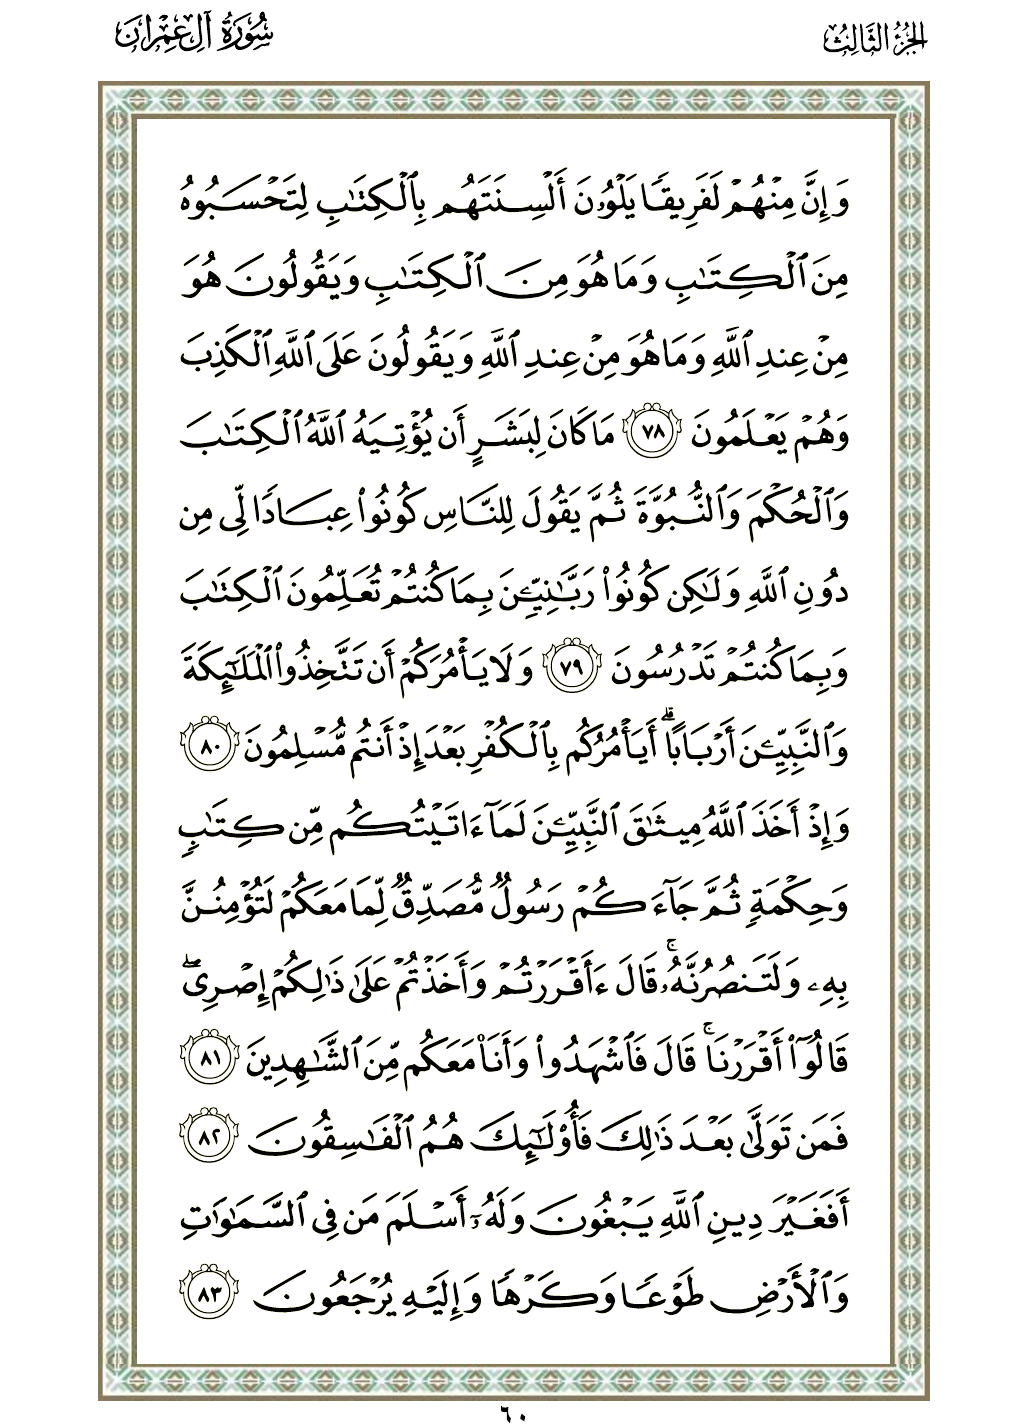 الجزء الثالث
سورة آل عمران
وَإِنَّ مِنْهُمْ لَفَرِيقًا يَلْوُۥنَ أَلْسِنَتَهُم بِٱلْكِتَٰبِ لِتَحْسَبُوهُ
مِنَ ٱلْكِتَٰبِ وَمَا هُوَ مِنَ ٱلْكِتَٰبِ وَيَقُولُونَ هُوَ
مِنْ عِندِ ٱللَّهِ وَمَا هُوَ مِنْ عِندِ ٱللَّهِ وَيَقُولُونَ عَلَى ٱللَّهِ ٱلْكَذِبَ
وَهُمْ يَعْلَمُونَ ٧٨ مَا كَانَ لِبَشَرٍ أَن يُؤْتِيَهُ ٱللَّهُ ٱلْكِتَٰبَ
وَٱلْحُكْمَ وَٱلنُّبُوَّةَ ثُمَّ يَقُولَ لِلنَّاسِ كُونُوا۟ عِبَادًا لِّى مِن
دُونِ ٱللَّهِ وَلَٰكِن كُونُوا۟ رَبَّٰنِيِّۦنَ بِمَا كُنتُمْ تُعَلِّمُونَ ٱلْكِتَٰبَ
وَبِمَا كُنتُمْ تَدْرُسُونَ ٧٩ وَلَا يَأْمُرَكُمْ أَن تَتَّخِذُوا۟ ٱلْمَلَٰٓئِكَةَ
وَٱلنَّبِيِّۦنَ أَرْبَابًا ۗ أَيَأْمُرُكُم بِٱلْكُفْرِ بَعْدَ إِذْ أَنتُم مُّسْلِمُونَ ٨٠
وَإِذْ أَخَذَ ٱللَّهُ مِيثَٰقَ ٱلنَّبِيِّۦنَ لَمَآ ءَاتَيْتُكُم مِّن كِتَٰبٍ
وَحِكْمَةٍ ثُمَّ جَآءَكُمْ رَسُولٌ مُّصَدِّقٌ لِّمَا مَعَكُمْ لَتُؤْمِنُنَّ
بِهِۦ وَلَتَنصُرُنَّهُۥ ۚ قَالَ ءَأَقْرَرْتُمْ وَأَخَذْتُمْ عَلَىٰ ذَٰلِكُمْ إِصْرِى ۖ
قَالُوٓا۟ أَقْرَرْنَا ۚ قَالَ فَٱشْهَدُوا۟ وَأَنَا۠ مَعَكُم مِّنَ ٱلشَّٰهِدِينَ ٨١
فَمَن تَوَلَّىٰ بَعْدَ ذَٰلِكَ فَأُو۟لَٰٓئِكَ هُمُ ٱلْفَٰسِقُونَ ٨٢
أَفَغَيْرَ دِينِ ٱللَّهِ يَبْغُونَ وَلَهُۥٓ أَسْلَمَ مَن فِى ٱلسَّمَٰوَٰتِ
وَٱلْأَرْضِ طَوْعًا وَكَرْهًا وَإِلَيْهِ يُرْجَعُونَ ٨٣
٦٠